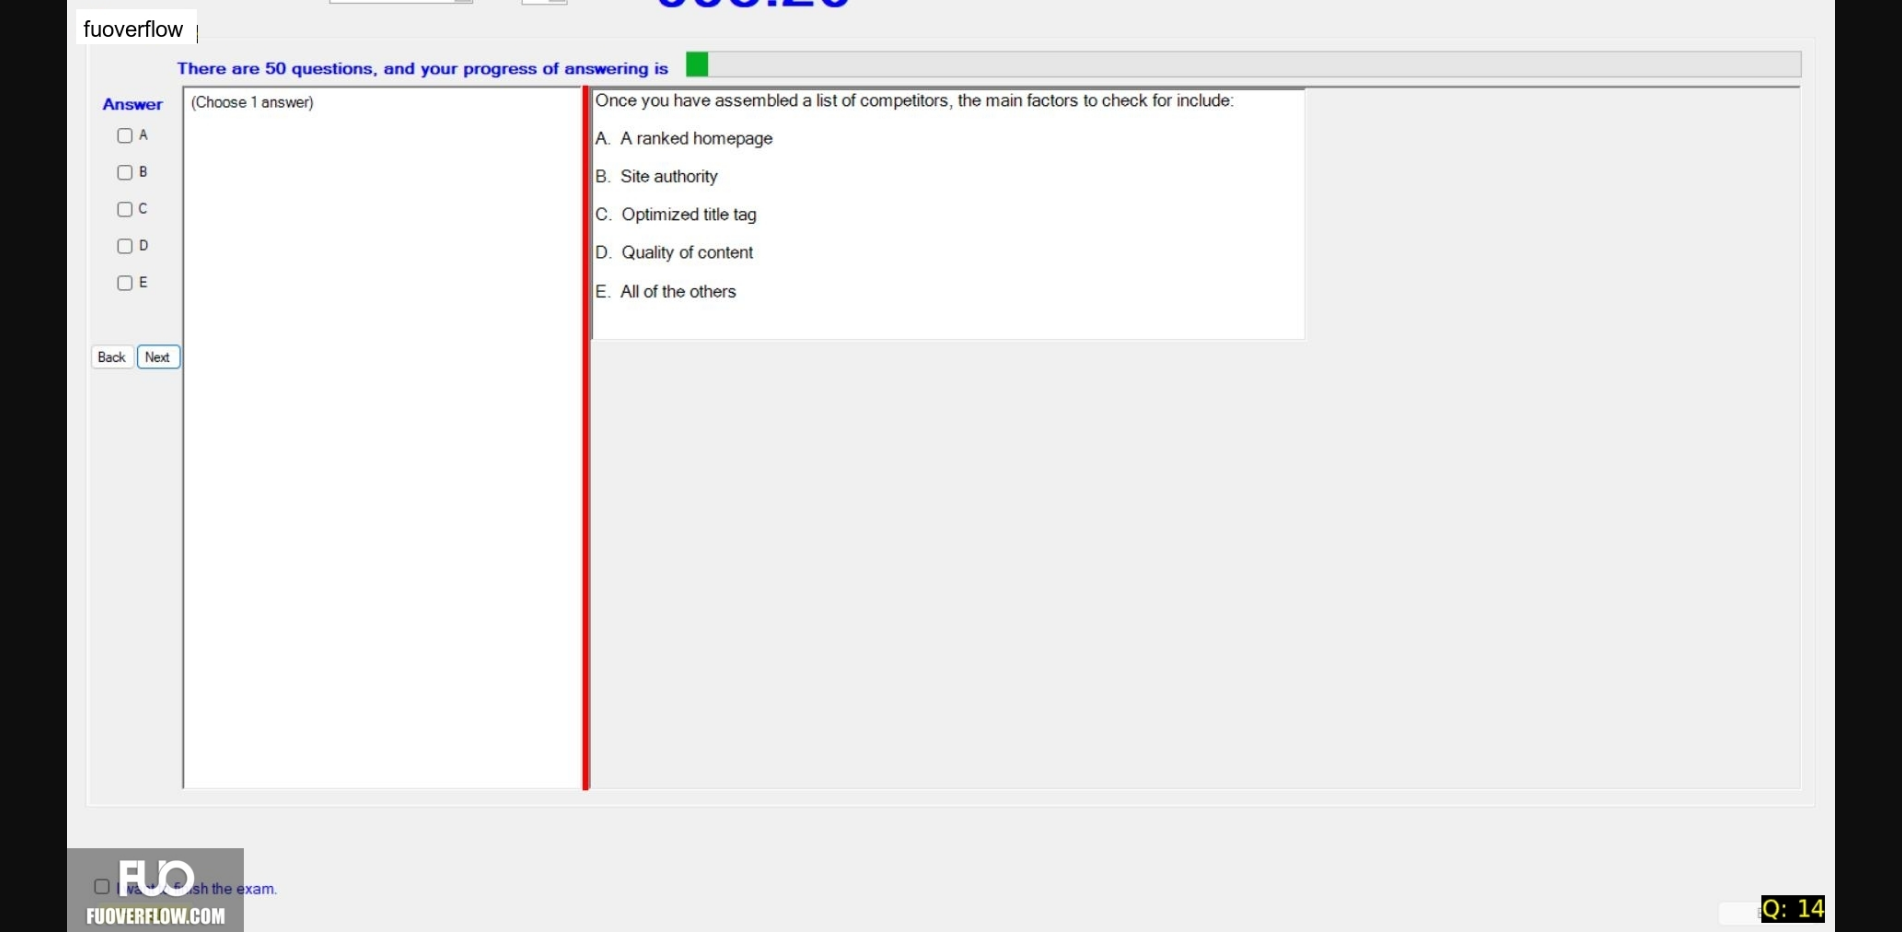 fuoverflow
There are 50 questions, and your progress of answering is
Answer
(Choose 1 answer)
A
B
C
D
E
Back
Next
Once you have assembled a list of competitors, the main factors to check for include:
A. A ranked homepage
B. Site authority
C. Optimized title tag
D. Quality of content
E. All of the others
FUO
sh the exam.
FUOVERFLOW.COM
Q: 14